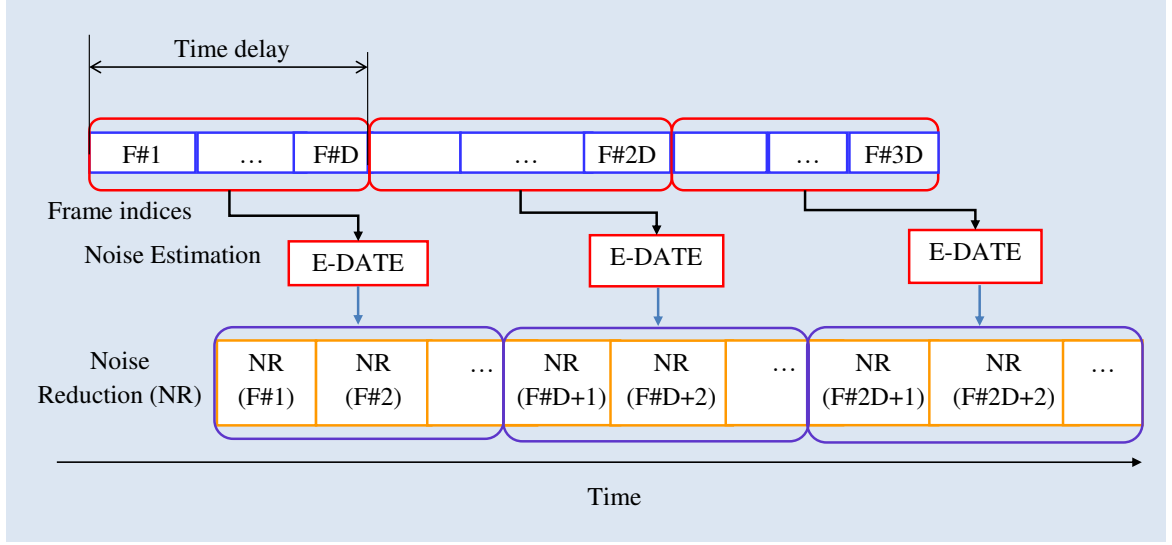 Time delay
F#1 … F#D … F#2D … F#3D
Frame indices
Noise Estimation
E-DATE E-DATE E-DATE
Noise
Reduction (NR)
NR NR … NR NR … NR NR …
(F#1) (F#2) (F#D+1) (F#D+2) (F#2D+1) (F#2D+2)
Time